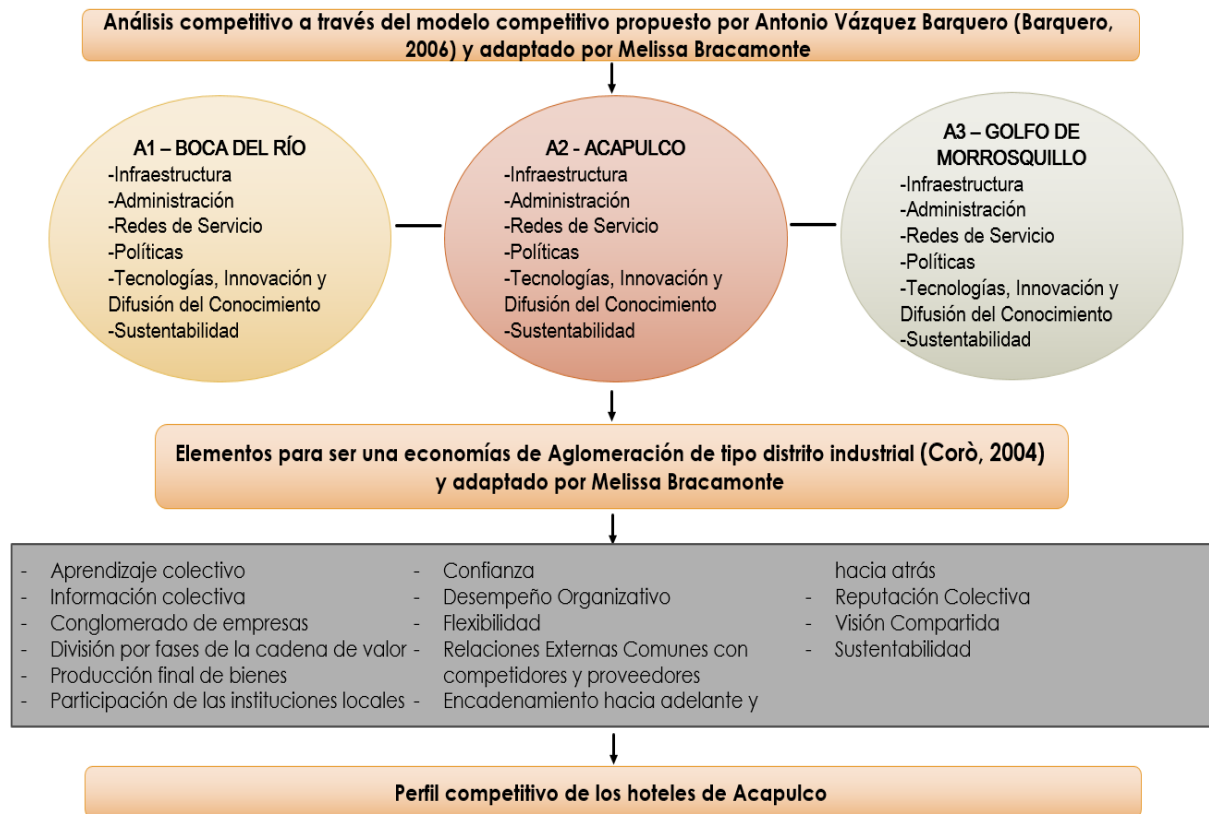 Análisis competitivo a través del modelo competitivo propuesto por Antonio Vázquez Barquero (Barquero,
2006) y adaptado por Melissa Bracamonte
A1 – BOCA DEL RÍO
-Infraestructura
-Administración
-Redes de Servicio
-Políticas
-Tecnologías, Innovación y
Difusión del Conocimiento
-Sustentabilidad
A2 - ACAPULCO
-Infraestructura
-Administración
-Redes de Servicio
-Políticas
-Tecnologías, Innovación y
Difusión del Conocimiento
-Sustentabilidad
A3 – GOLFO DE
MORROSQUILLO
-Infraestructura
-Administración
-Redes de Servicio
-Políticas
-Tecnologías, Innovación y
Difusión del Conocimiento
-Sustentabilidad
Elementos para ser una economías de Aglomeración de tipo distrito industrial (Corò, 2004)
y adaptado por Melissa Bracamonte
- Aprendizaje colectivo
- Información colectiva
- Conglomerado de empresas
- División por fases de la cadena de valor
- Producción final de bienes
- Participación de las instituciones locales
- Confianza
- Desempeño Organizativo
- Flexibilidad
- Relaciones Externas Comunes con
competidores y proveedores
- Encadenamiento hacia adelante y
hacia atrás
- Reputación Colectiva
- Visión Compartida
- Sustentabilidad
Perfil competitivo de los hoteles de Acapulco